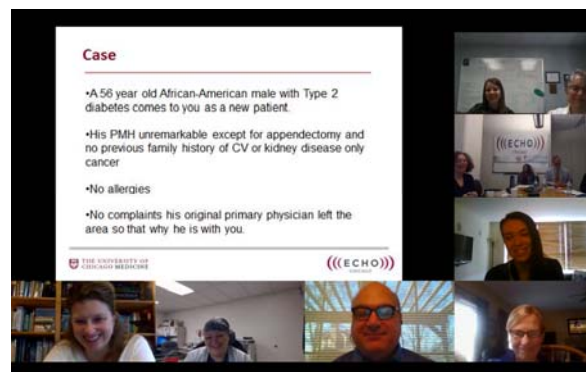 Case
•A 56 year old African-American male with Type 2
diabetes comes to you as a new patient.
•His PMH unremarkable except for appendectomy and
no previous family history of CV or kidney disease only
cancer
•No allergies
•No complaints his original primary physician left the
area so that why he is with you.
THE UNIVERSITY OF
CHICAGO MEDICINE
(((ECHO)))
CHICAGO
(((ECHO)))